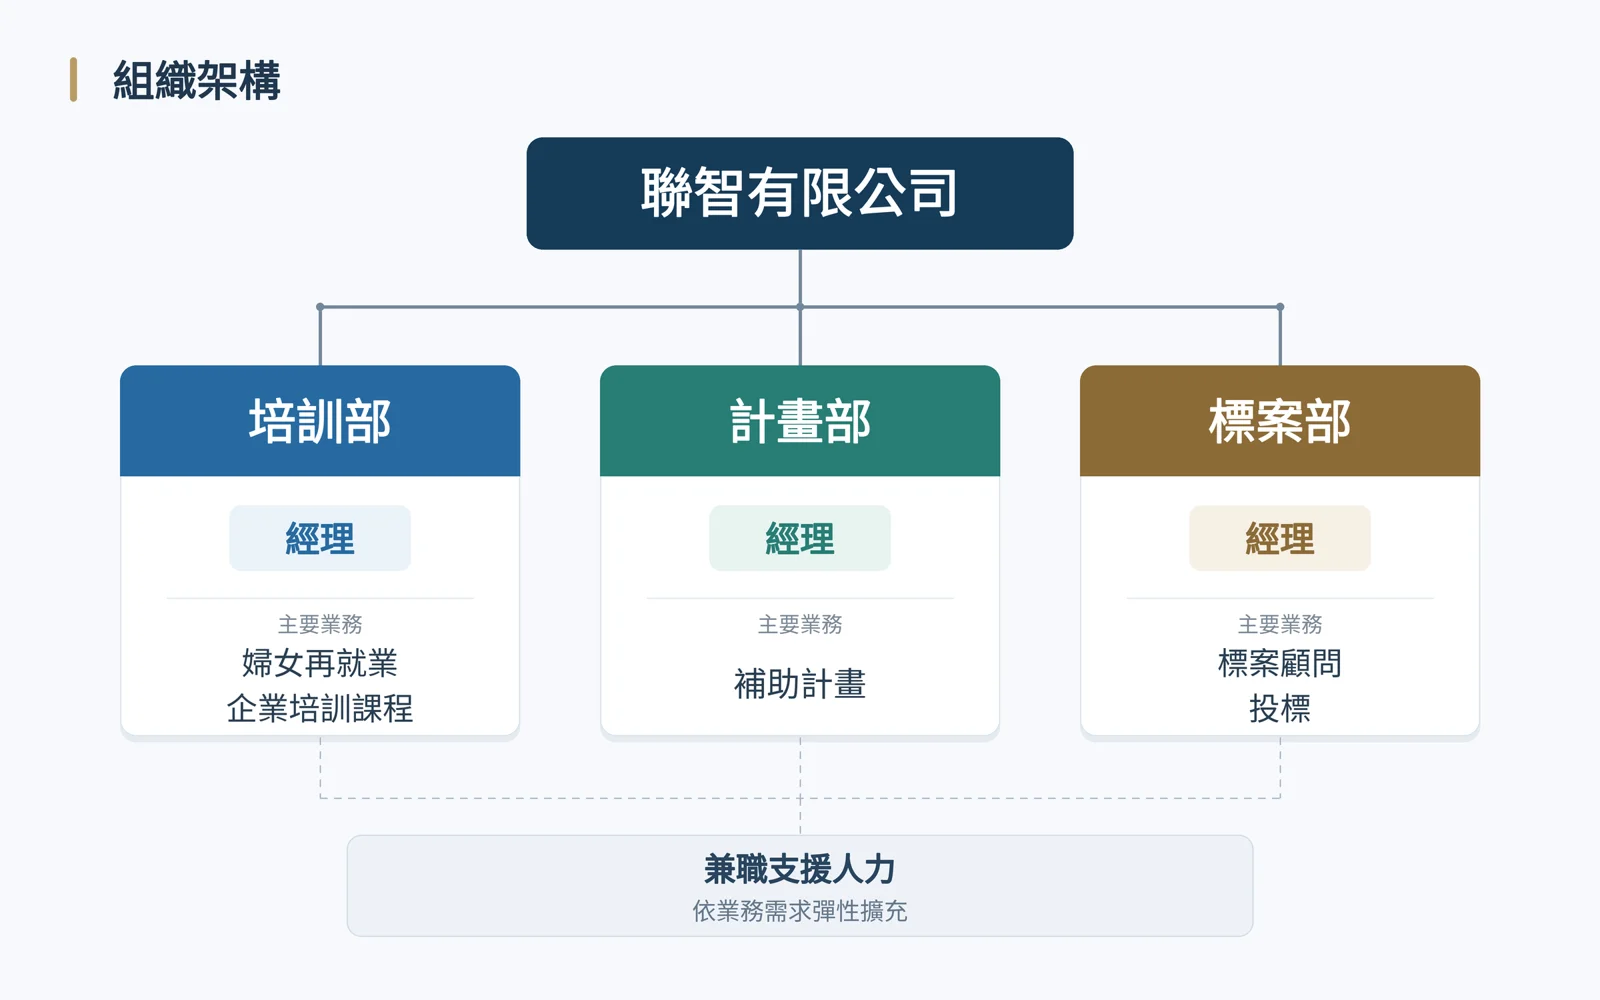 組織架構
聯智有限公司
培訓部
經理
主要業務
婦女再就業
企業培訓課程
計畫部
經理
主要業務
補助計畫
標案部
經理
主要業務
標案顧問
投標
兼職支援人力
依業務需求彈性擴充